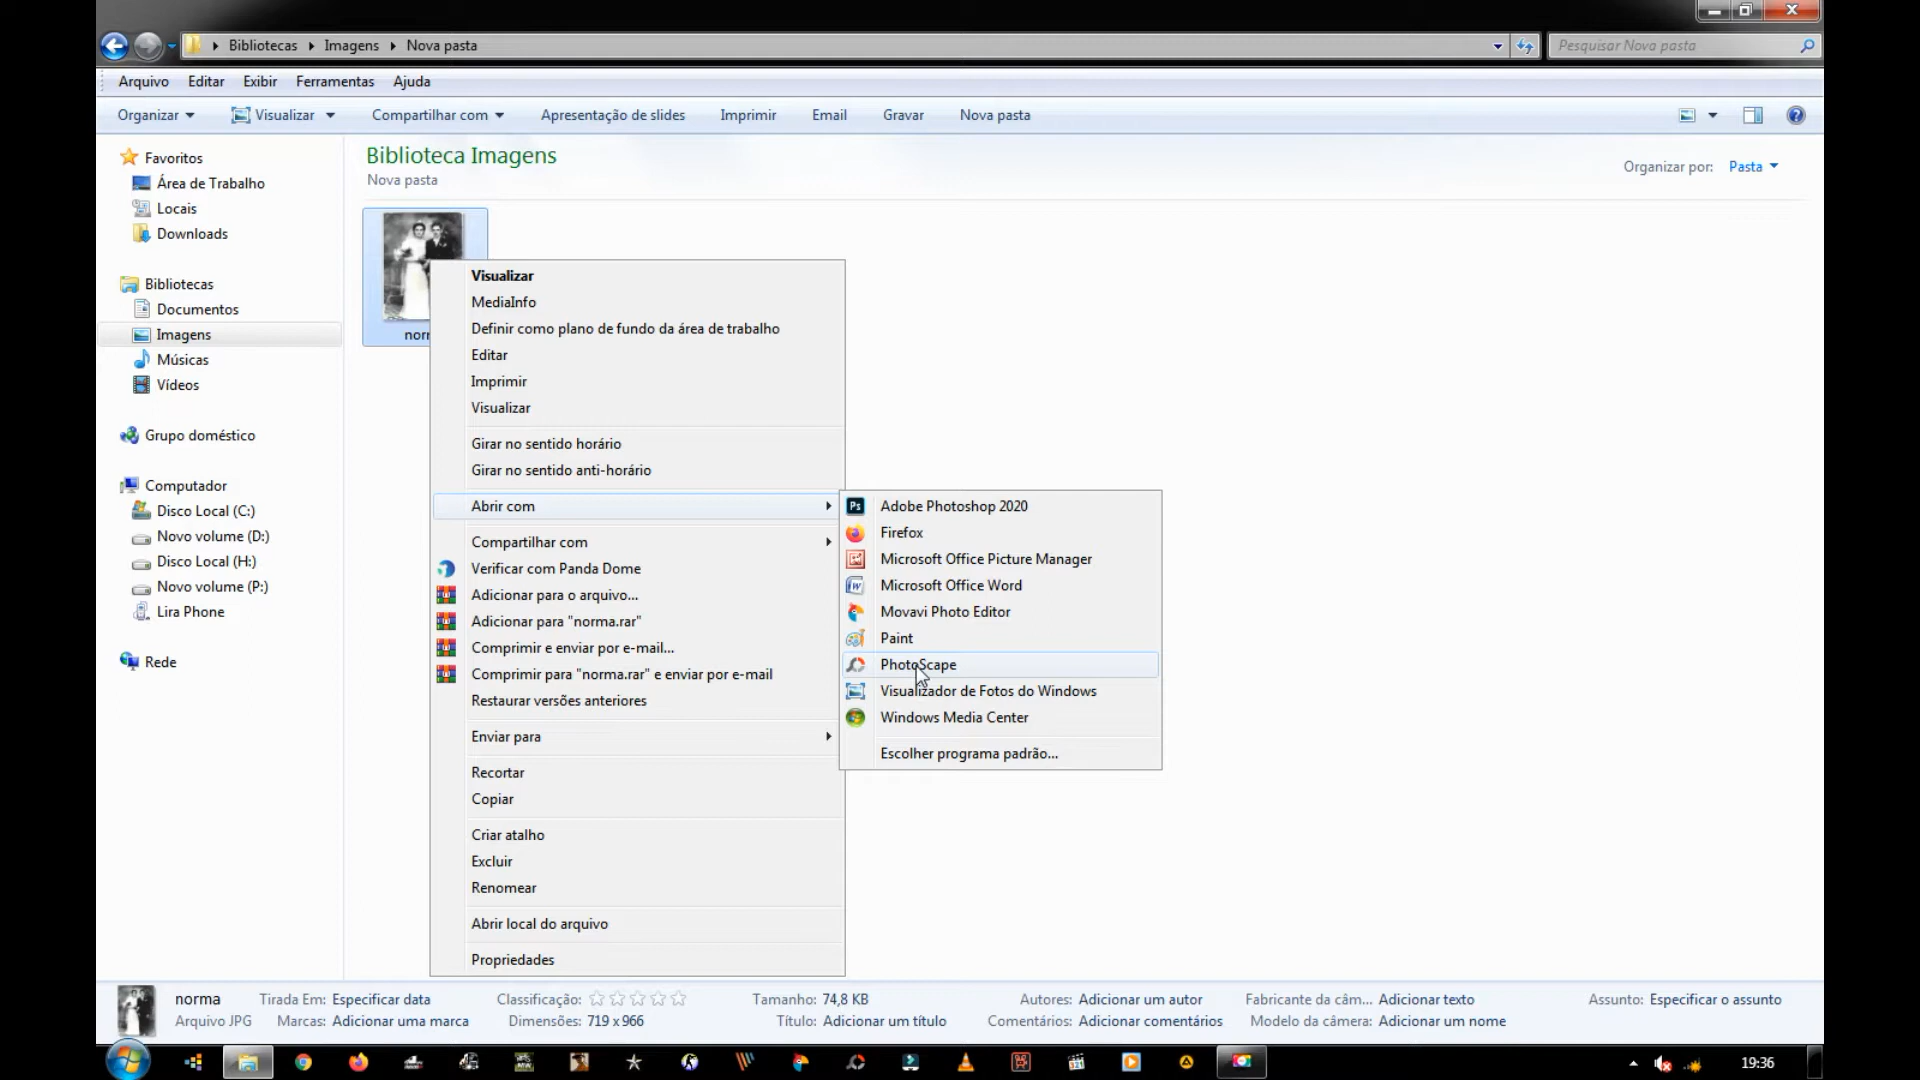 Bibliotecas Imagens Nova pasta
Pesquisar Nova pasta
Arquivo Editar Exibir Ferramentas Ajuda
Organizar Visualizar Compartilhar com Apresentação de slides Imprimir Email Gravar Nova pasta
Favoritos
Área de Trabalho
Locais
Downloads
Bibliotecas
Documentos
Imagens
Músicas
Vídeos
Grupo doméstico
Computador
Disco Local (C:)
Novo volume (D:)
Disco Local (H:)
Novo volume (P:)
Lira Phone
Rede
Biblioteca Imagens
Nova pasta
Organizar por: Pasta
Visualizar
MediaInfo
Definir como plano de fundo da área de trabalho
Editar
Imprimir
Visualizar
Girar no sentido horário
Girar no sentido anti-horário
Abrir com
Compartilhar com
Verificar com Panda Dome
Adicionar para o arquivo...
Adicionar para "norma.rar"
Comprimir e enviar por e-mail...
Comprimir para "norma.rar" e enviar por e-mail
Restaurar versões anteriores
Enviar para
Recortar
Copiar
Criar atalho
Excluir
Renomear
Abrir local do arquivo
Propriedades
Ps Adobe Photoshop 2020
Firefox
Microsoft Office Picture Manager
Microsoft Office Word
Movavi Photo Editor
Paint
PhotoScape
Visualizador de Fotos do Windows
Windows Media Center
Escolher programa padrão...
norma Tirada Em: Especificar data Classificação: Tamanho: 74,8 KB Autores: Adicionar um autor Fabricante da câm... Adicionar texto Assunto: Especificar o assunto
Arquivo JPG Marcas: Adicionar uma marca Dimensões: 719 x 966 Título: Adicionar um título Comentários: Adicionar comentários Modelo da câmera: Adicionar um nome
19:36